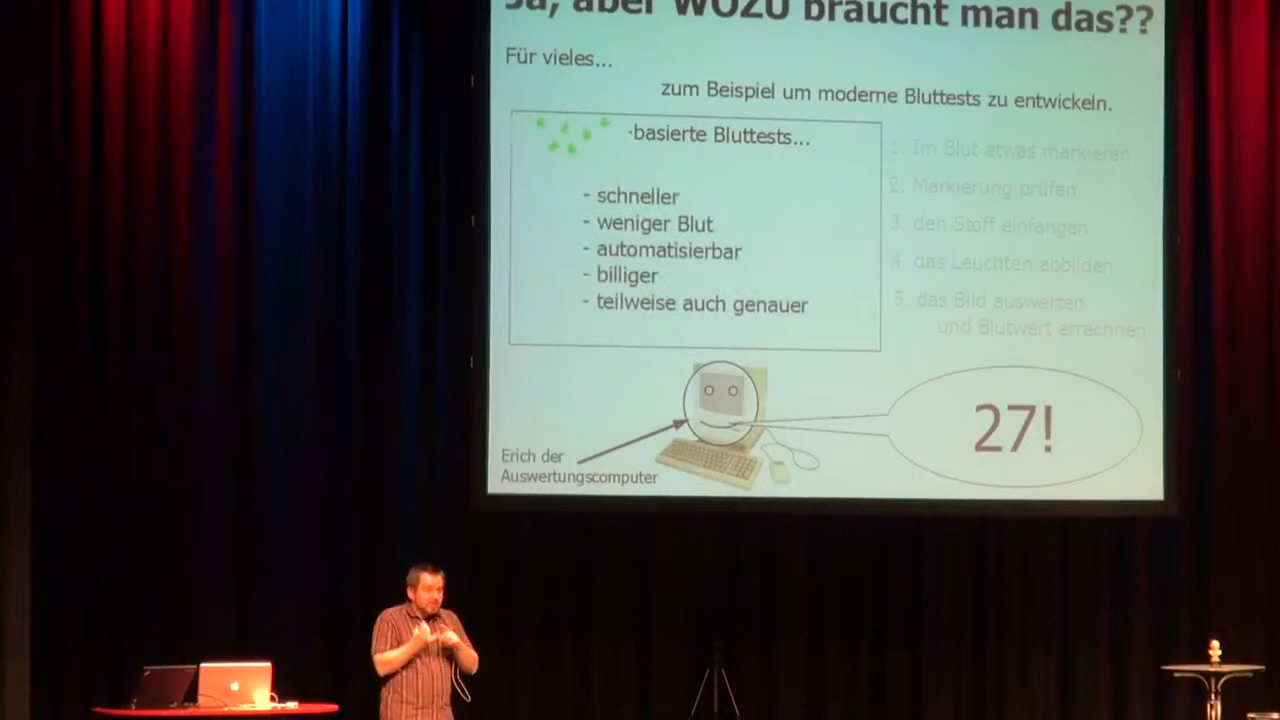 Ja, aber WOZU braucht man das??
Für vieles...
zum Beispiel um moderne Bluttests zu entwickeln.
-basierte Bluttests...
- schneller
- weniger Blut
- automatisierbar
- billiger
- teilweise auch genauer
1. Im Blut etwas markieren
2. Markierung prüfen
3. den Stoff einfangen
4. das Leuchten abbilden
5. das Bild auswerten
und Blutwert errechnen
27!
Erich der
Auswertungscomputer